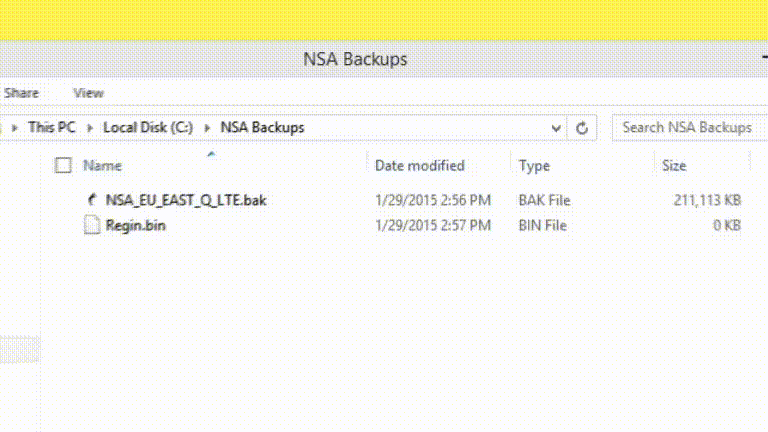 NSA Backups
Share View
This PC Local Disk (C:) NSA Backups Search NSA Backups
Name Date modified Type Size
NSA_EU_EAST_Q_LTE.bak 1/29/2015 2:56 PM BAK File 211,113 KB
Regin.bin 1/29/2015 2:57 PM BIN File 0 KB